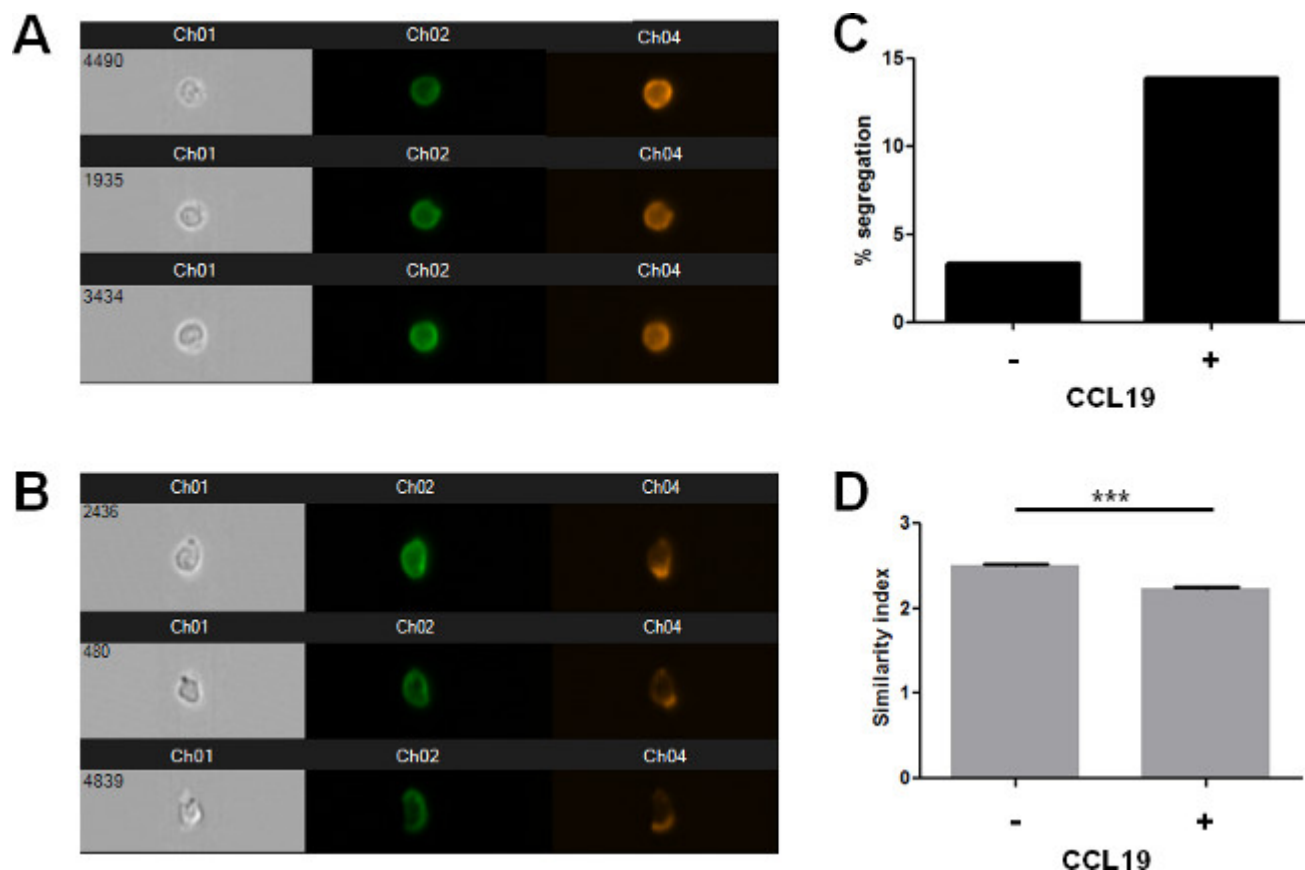 A
Ch01 Ch02 Ch04
4490
Ch01 Ch02 Ch04
1935
Ch01 Ch02 Ch04
3434
B
Ch01 Ch02 Ch04
2436
Ch01 Ch02 Ch04
480
Ch01 Ch02 Ch04
4839
C
15
10
5
0
% segregation
- +
CCL19
D
***
3
2
1
0
Similarity index
- +
CCL19